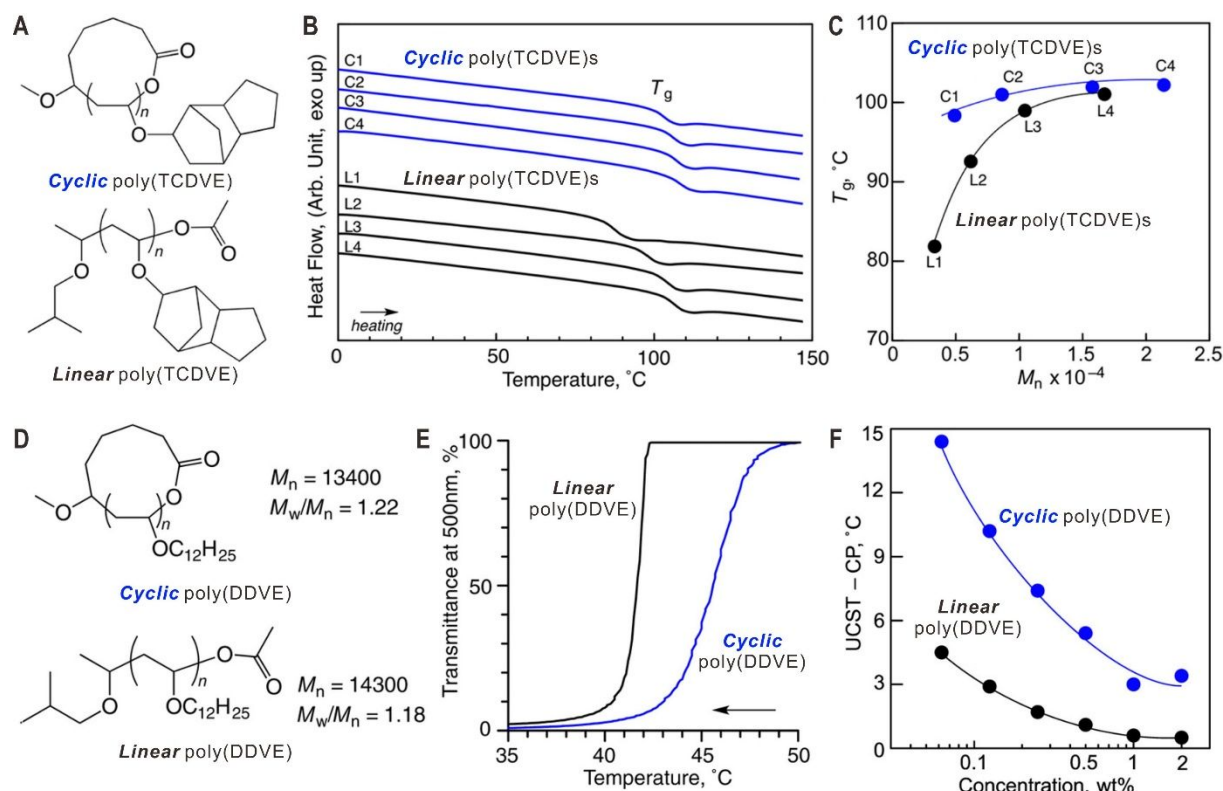 A
O
O
O
n
O
Cyclic poly(TCDVE)
n
O
O
O
O
Linear poly(TCDVE)
B
Heat Flow, (Arb. Unit, exo up)
C1
C2
C3
C4
Cyclic poly(TCDVE)s
Tg
L1
L2
L3
L4
Linear poly(TCDVE)s
heating
0
50
100
150
Temperature, ˚C
C
Tg, ˚C
110
100
90
80
70
Cyclic poly(TCDVE)s
C1
C2
C3
C4
L1
L2
L3
L4
Linear poly(TCDVE)s
0
0.5
1
1.5
2
2.5
Mn x10-4
D
O
O
O
n
OC12H25
Mn = 13400
Mw/Mn = 1.22
Cyclic poly(DDVE)
n
O
O
O
OC12H25
Mn = 14300
Mw/Mn = 1.18
Linear poly(DDVE)
E
Transmittance at 500nm, %
100
50
0
Linear
poly(DDVE)
Cyclic
poly(DDVE)
35
40
45
50
Temperature, ˚C
F
UCST – CP, ˚C
15
12
9
6
3
0
Cyclic poly(DDVE)
Linear
poly(DDVE)
0.1
0.5
1
2
Concentration, wt%